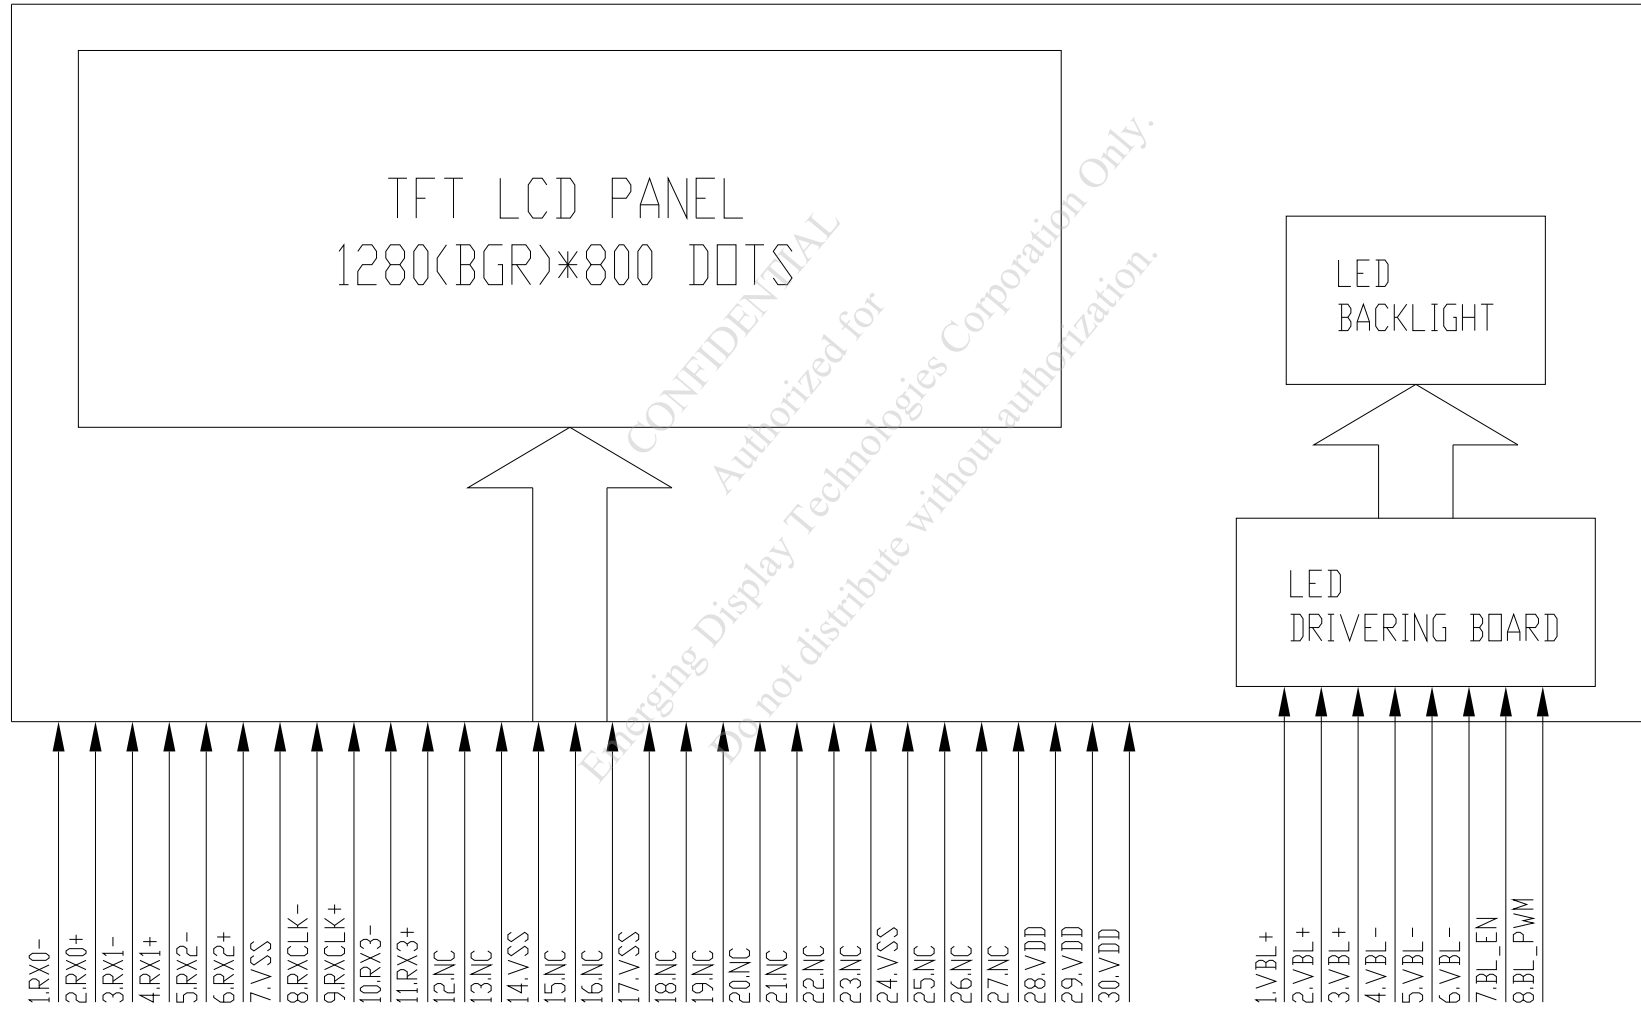 TFT LCD PANEL
1280(BGR)*800 DOTS
LED
BACKLIGHT
LED
DRIVERING BOARD
CONFIDENTIAL
Authorized for
Emerging Display Technologies Corporation Only.
Do not distribute without authorization.
1.RX0-
2.RX0+
3.RX1-
4.RX1+
5.RX2-
6.RX2+
7.VSS
8.RXCLK-
9.RXCLK+
10.RX3-
11.RX3+
12.NC
13.NC
14.VSS
15.NC
16.NC
17.VSS
18.NC
19.NC
20.NC
21.NC
22.NC
23.NC
24.VSS
25.NC
26.NC
27.NC
28.VDD
29.VDD
30.VDD
1.VBL+
2.VBL+
3.VBL+
4.VBL-
5.VBL-
6.VBL-
7.BL_EN
8.BL_PWM